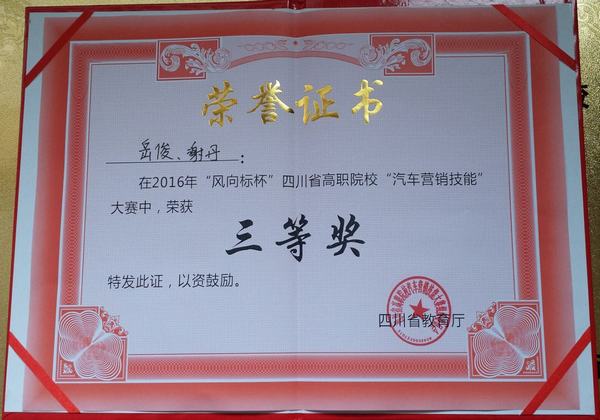 荣誉证书
岳俊、谢丹：
在2016年“风向标杯”四川省高职院校“汽车营销技能”
大赛中，荣获
三等奖
特发此证，以资鼓励。
四川省教育厅